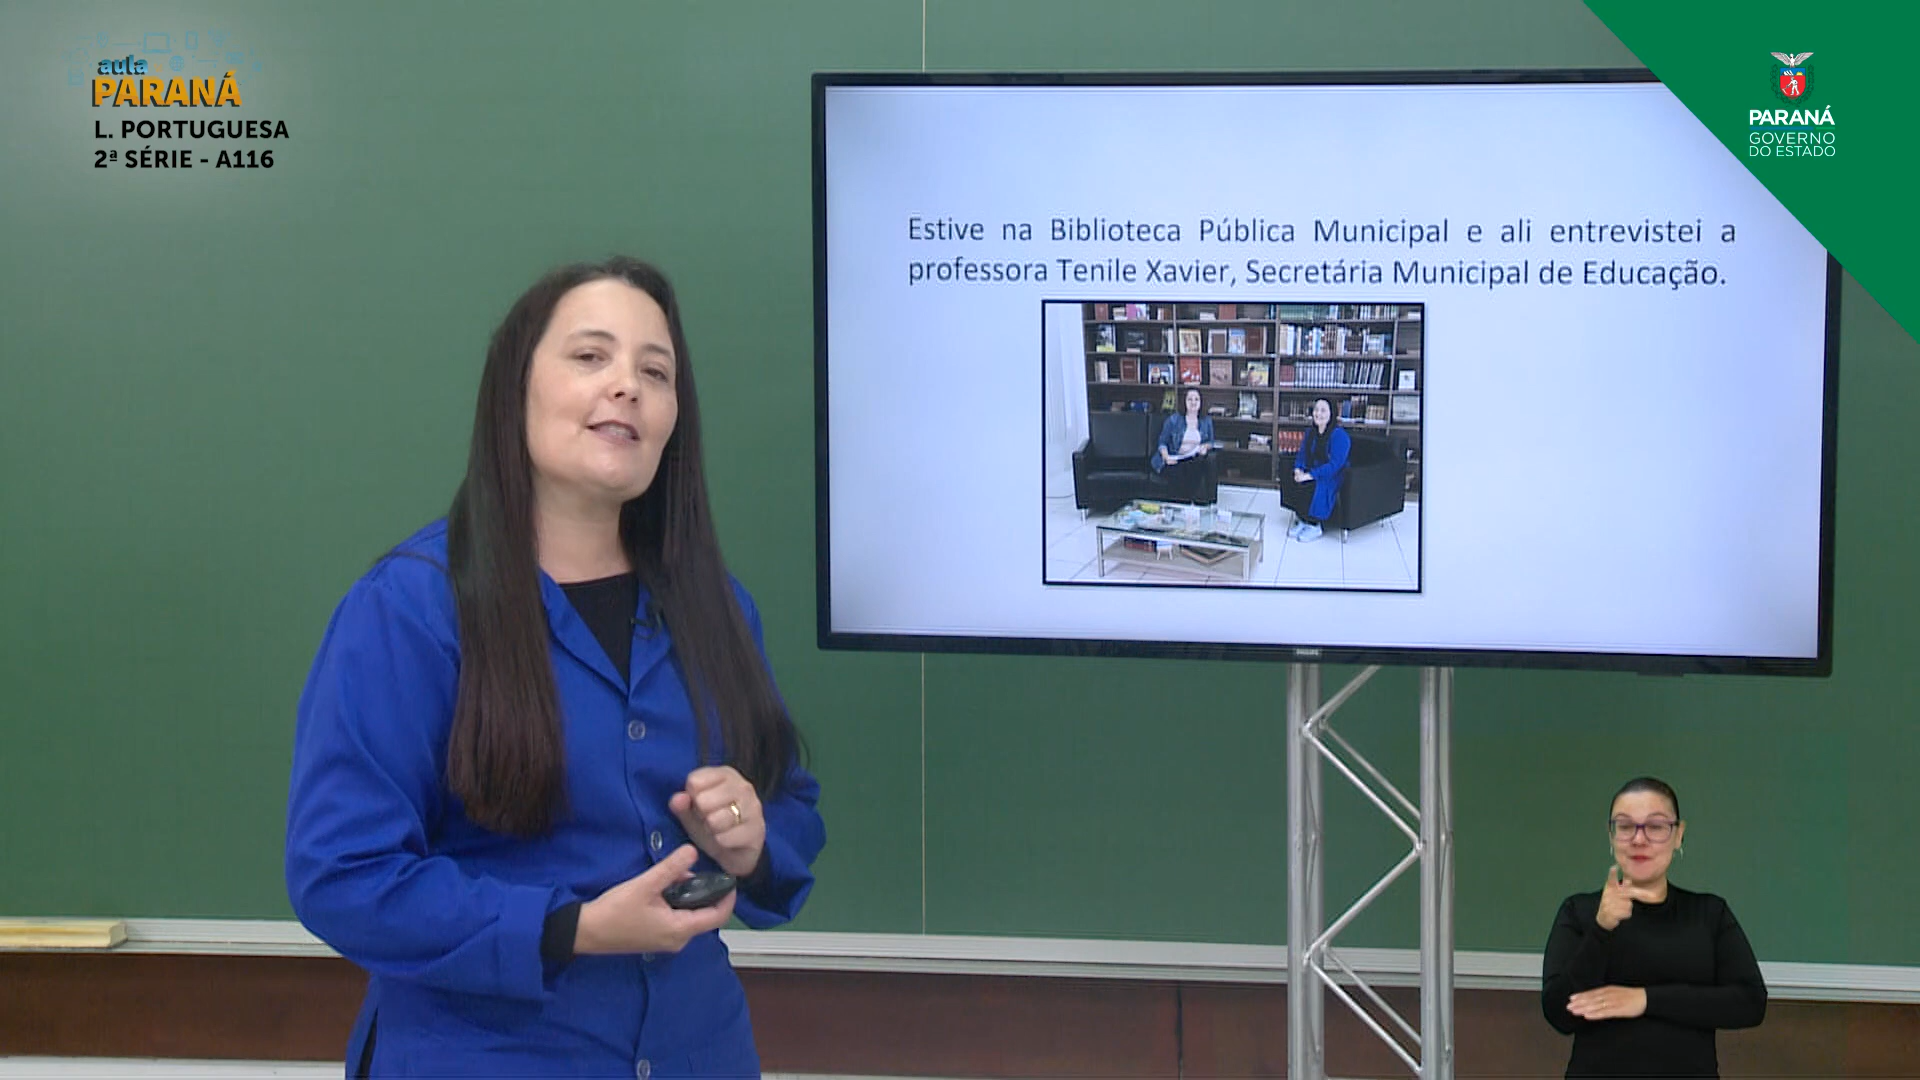 aula
PARANÁ
L. PORTUGUESA
2ª SÉRIE - A116
PARANÁ
GOVERNO
DO ESTADO
Estive na Biblioteca Pública Municipal e ali entrevistei a
professora Tenile Xavier, Secretária Municipal de Educação.
PHILIPS